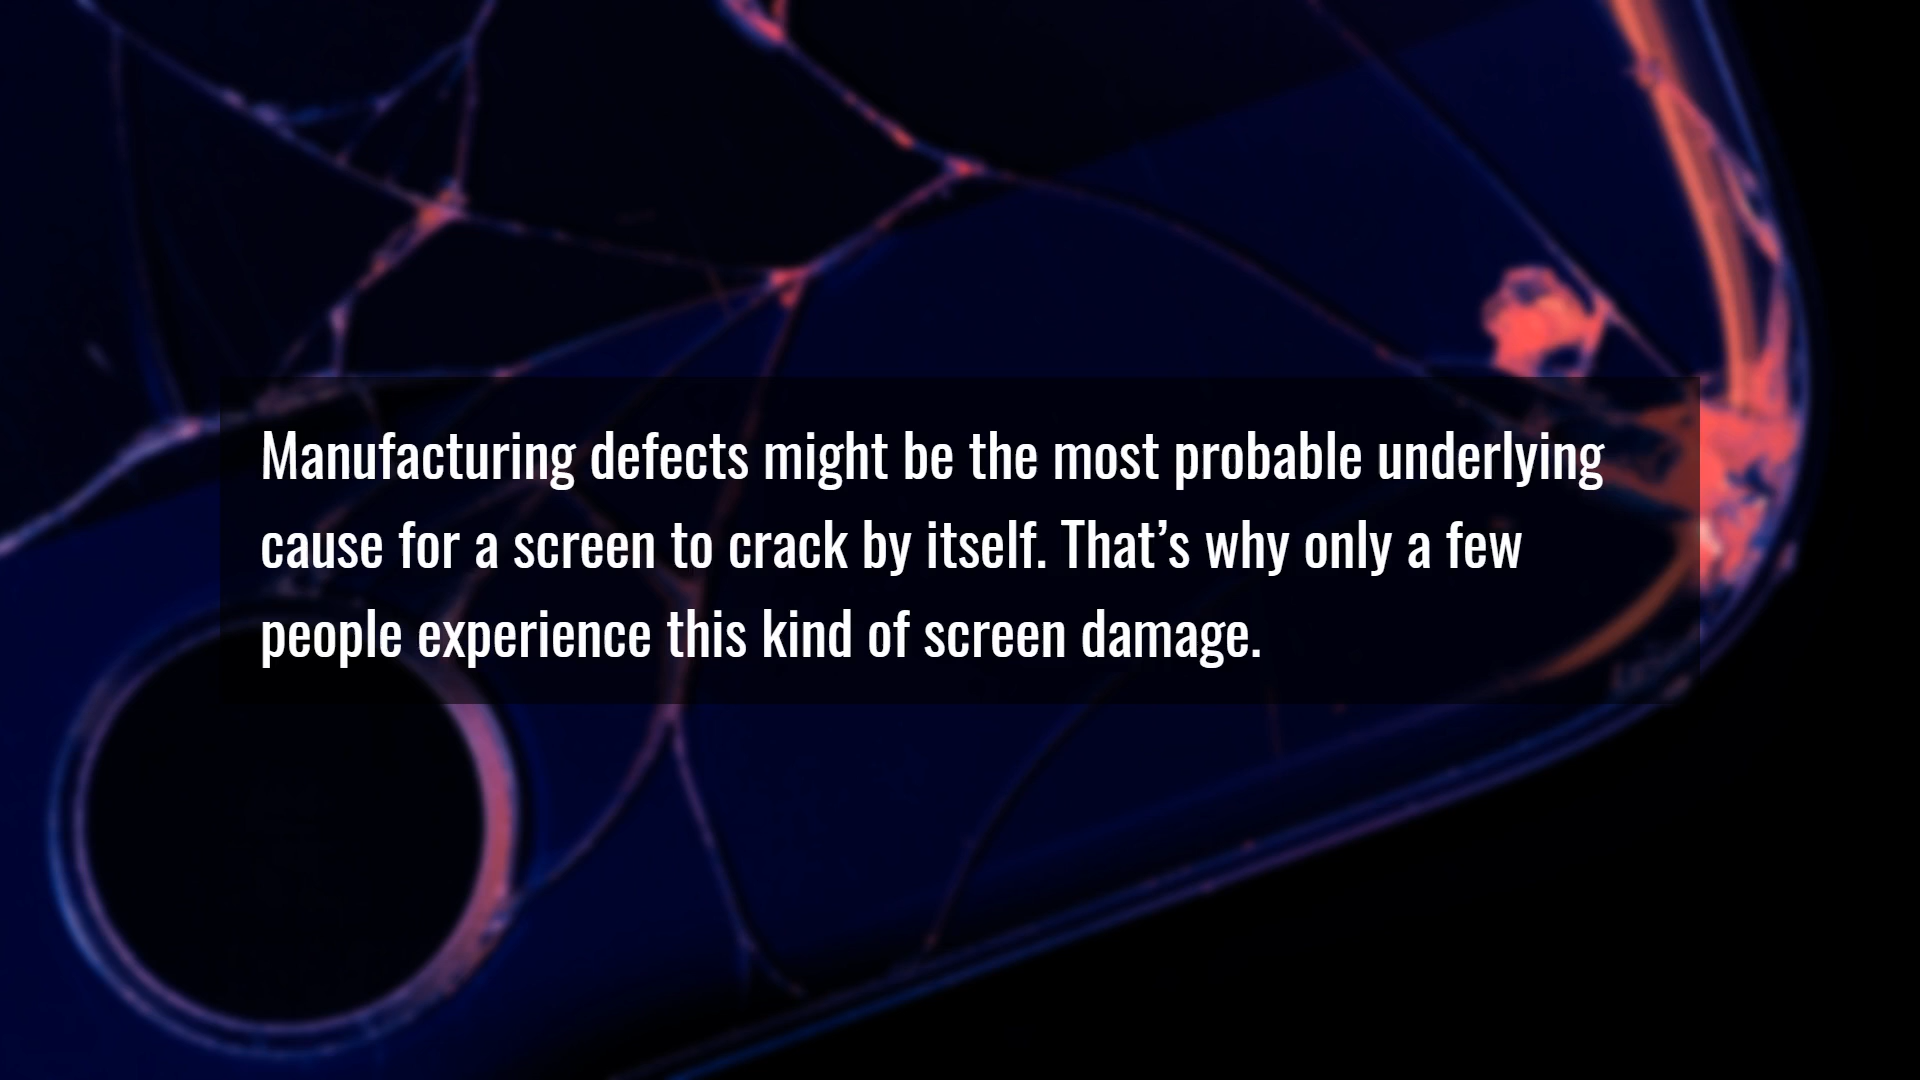 Manufacturing defects might be the most probable underlying
cause for a screen to crack by itself. That’s why only a few
people experience this kind of screen damage.